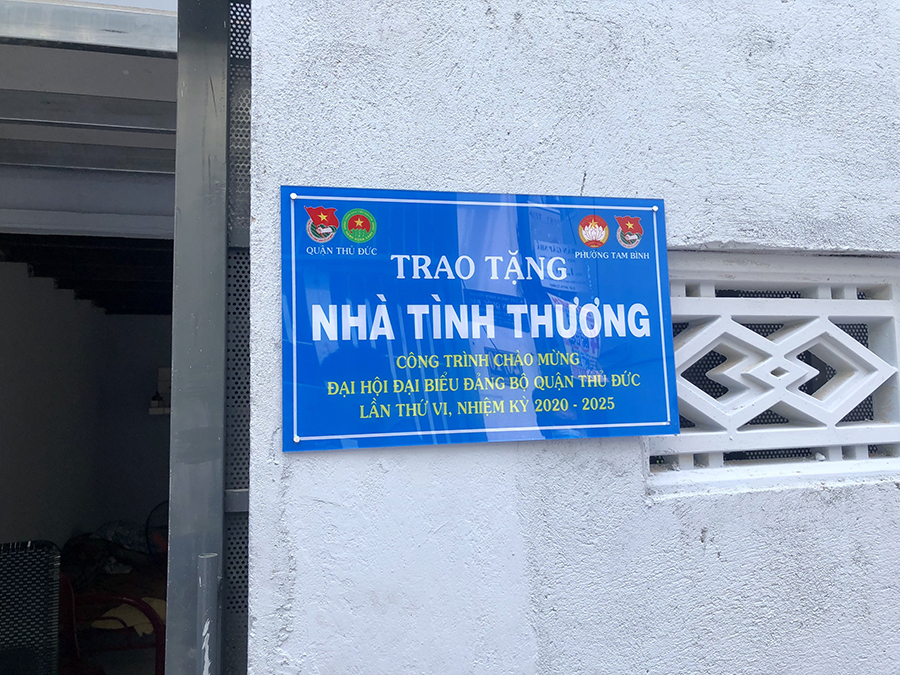 QUẬN THỦ ĐỨC
PHƯỜNG TAM BÌNH
TRAO TẶNG
NHÀ TÌNH THƯƠNG
CÔNG TRÌNH CHÀO MỪNG
ĐẠI HỘI ĐẠI BIỂU ĐẢNG BỘ QUẬN THỦ ĐỨC
LẦN THỨ VI, NHIỆM KỲ 2020 - 2025